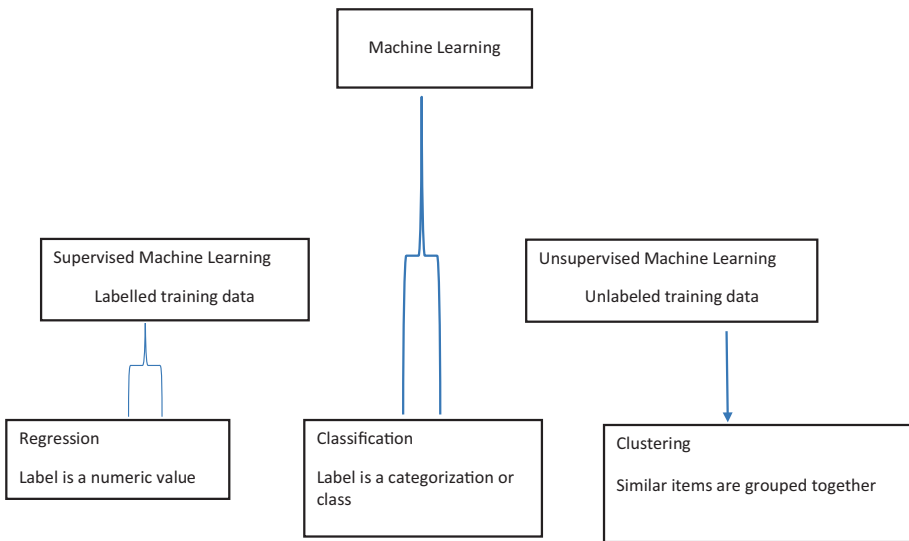 Machine Learning
Supervised Machine Learning
Labelled training data
Unsupervised Machine Learning
Unlabeled training data
Regression
Label is a numeric value
Classification
Label is a categorization or
class
Clustering
Similar items are grouped together